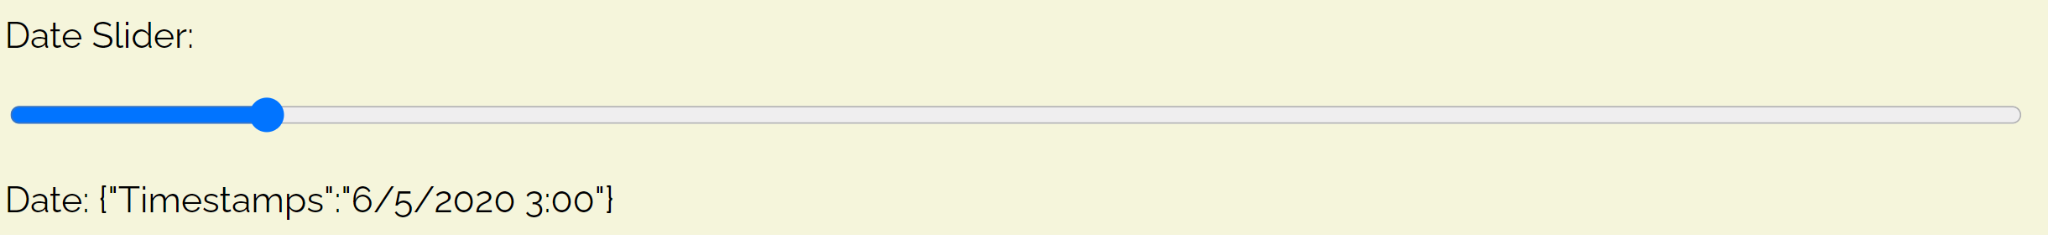 Date Slider:
Date: {"Timestamps":"6/5/2020 3:00"}